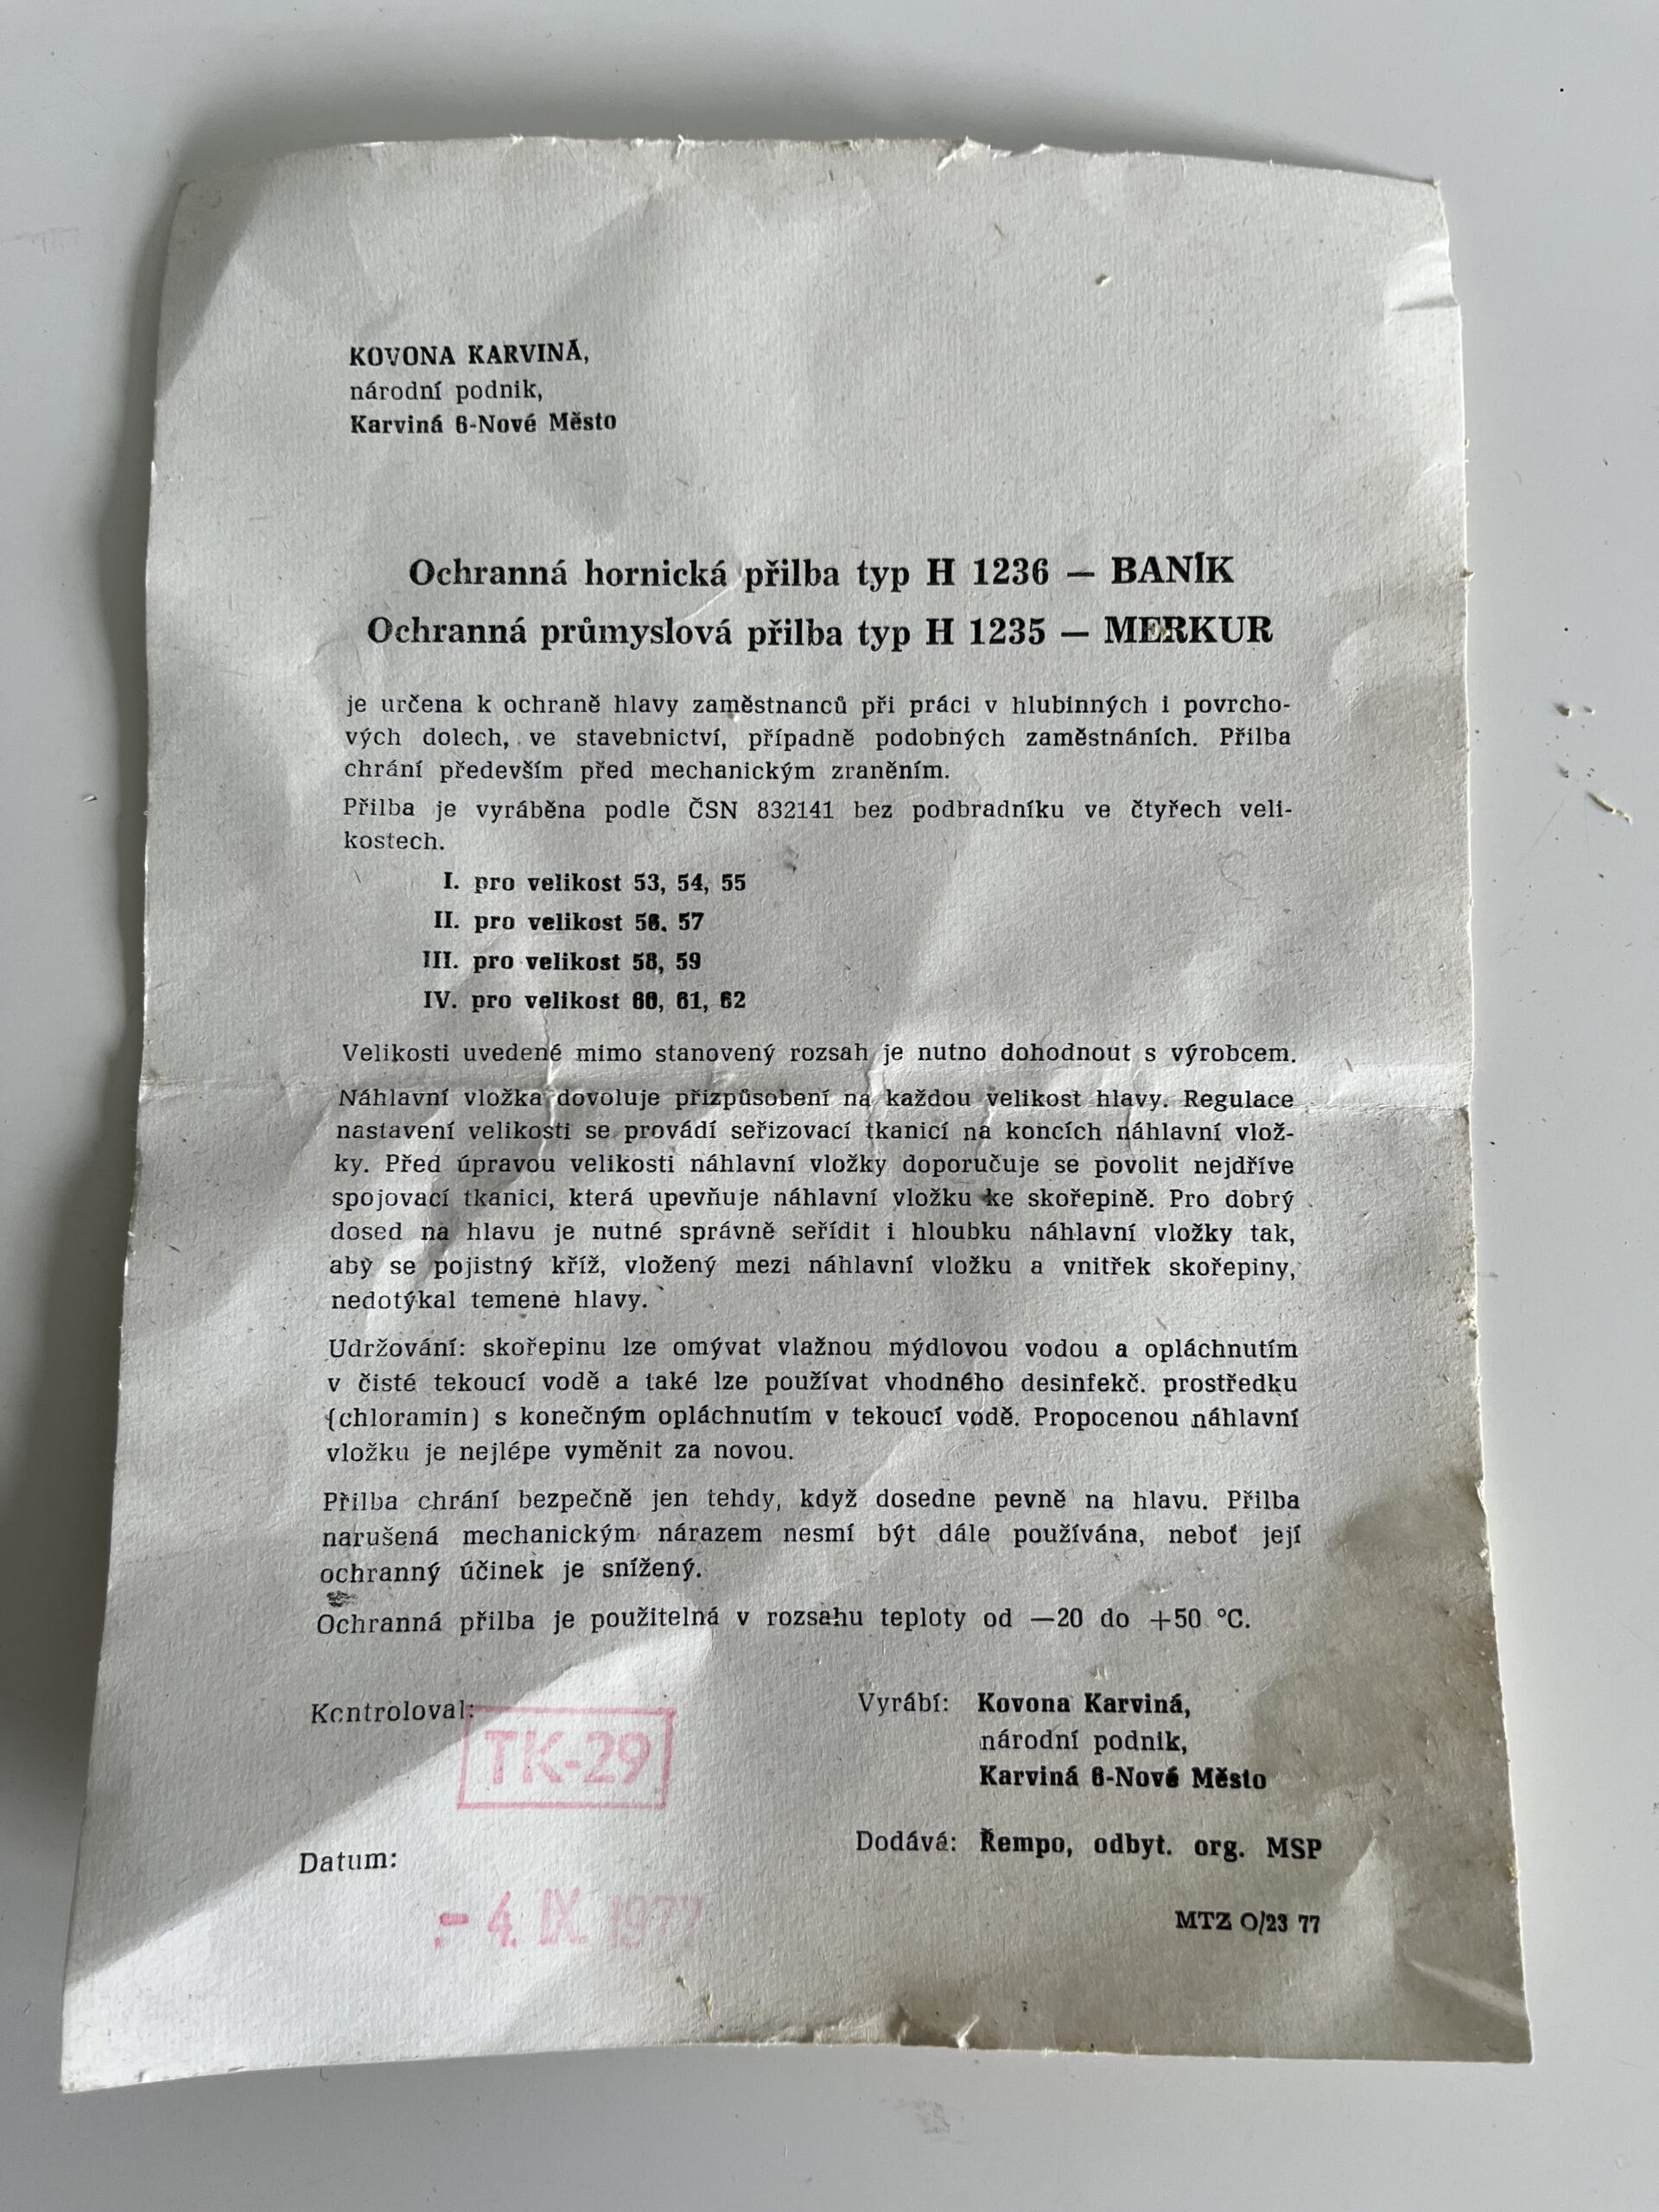 KOVONA KARVINÁ,
národní podnik,
Karviná 6-Nové Město
Ochranná hornická přilba typ H 1236 — BANÍK
Ochranná průmyslová přilba typ H 1235 — MERKUR
je určena k ochraně hlavy zaměstnanců při práci v hlubinných i povrcho-
vých dolech, ve stavebnictví, případně podobných zaměstnáních. Přilba
chrání především před mechanickým zraněním.
Přilba je vyráběna podle ČSN 832141 bez podbradníku ve čtyřech veli-
kostech.
I. pro velikost 53, 54, 55
II. pro velikost 56. 57
III. pro velikost 58, 59
IV. pro velikost 60, 61, 62
Velikosti uvedené mimo stanovený rozsah je nutno dohodnout s výrobcem.
Náhlavní vložka dovoluje přizpůsobení na každou velikost hlavy. Regulace
nastavení velikosti se provádí seřizovací tkanicí na koncích náhlavní vlož-
ky. Před úpravou velikosti náhlavní vložky doporučuje se povolit nejdříve
spojovací tkanici, která upevňuje náhlavní vložku ke skořepině. Pro dobrý
dosed na hlavu je nutné správně seřídit i hloubku náhlavní vložky tak,
aby se pojistný kříž, vložený mezi náhlavní vložku a vnitřek skořepiny,
nedotýkal temene hlavy.
Udržování: skořepinu lze omývat vlažnou mýdlovou vodou a opláchnutím
v čisté tekoucí vodě a také lze používat vhodného desinfekč. prostředku
(chloramin) s konečným opláchnutím v tekoucí vodě. Propocenou náhlavní
vložku je nejlépe vyměnit za novou.
Přilba chrání bezpečně jen tehdy, když dosedne pevně na hlavu. Přilba
narušená mechanickým nárazem nesmí být dále používána, neboť její
ochranný účinek je snížený.
Ochranná přilba je použitelná v rozsahu teploty od —20 do +50 °C.
Kontroloval:
TK-29
Datum:
- 4. IX. 1977
Vyrábí: Kovona Karviná,
národní podnik,
Karviná 6-Nové Město
Dodává: Řempo, odbyt. org. MSP
MTZ O/23 77